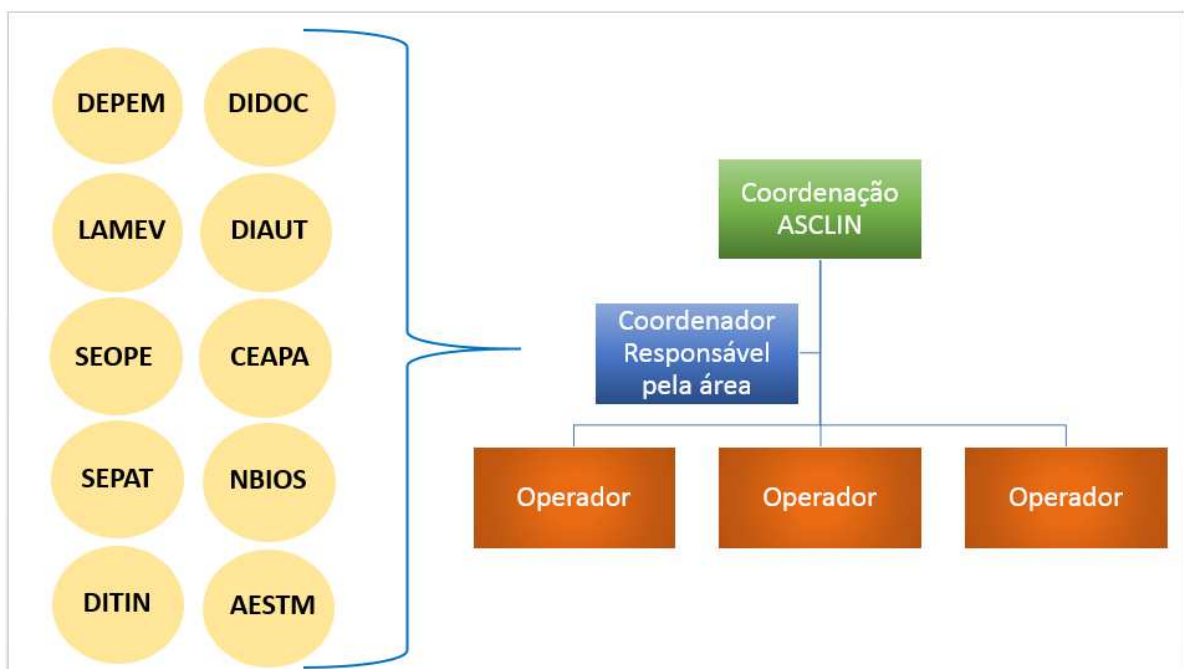 DEPEM
DIDOC
LAMEV
DIAUT
SEOPE
CEAPA
SEPAT
NBIOS
DITIN
AESTM
Coordenação
ASCLIN
Coordenador
Responsável
pela área
Operador
Operador
Operador